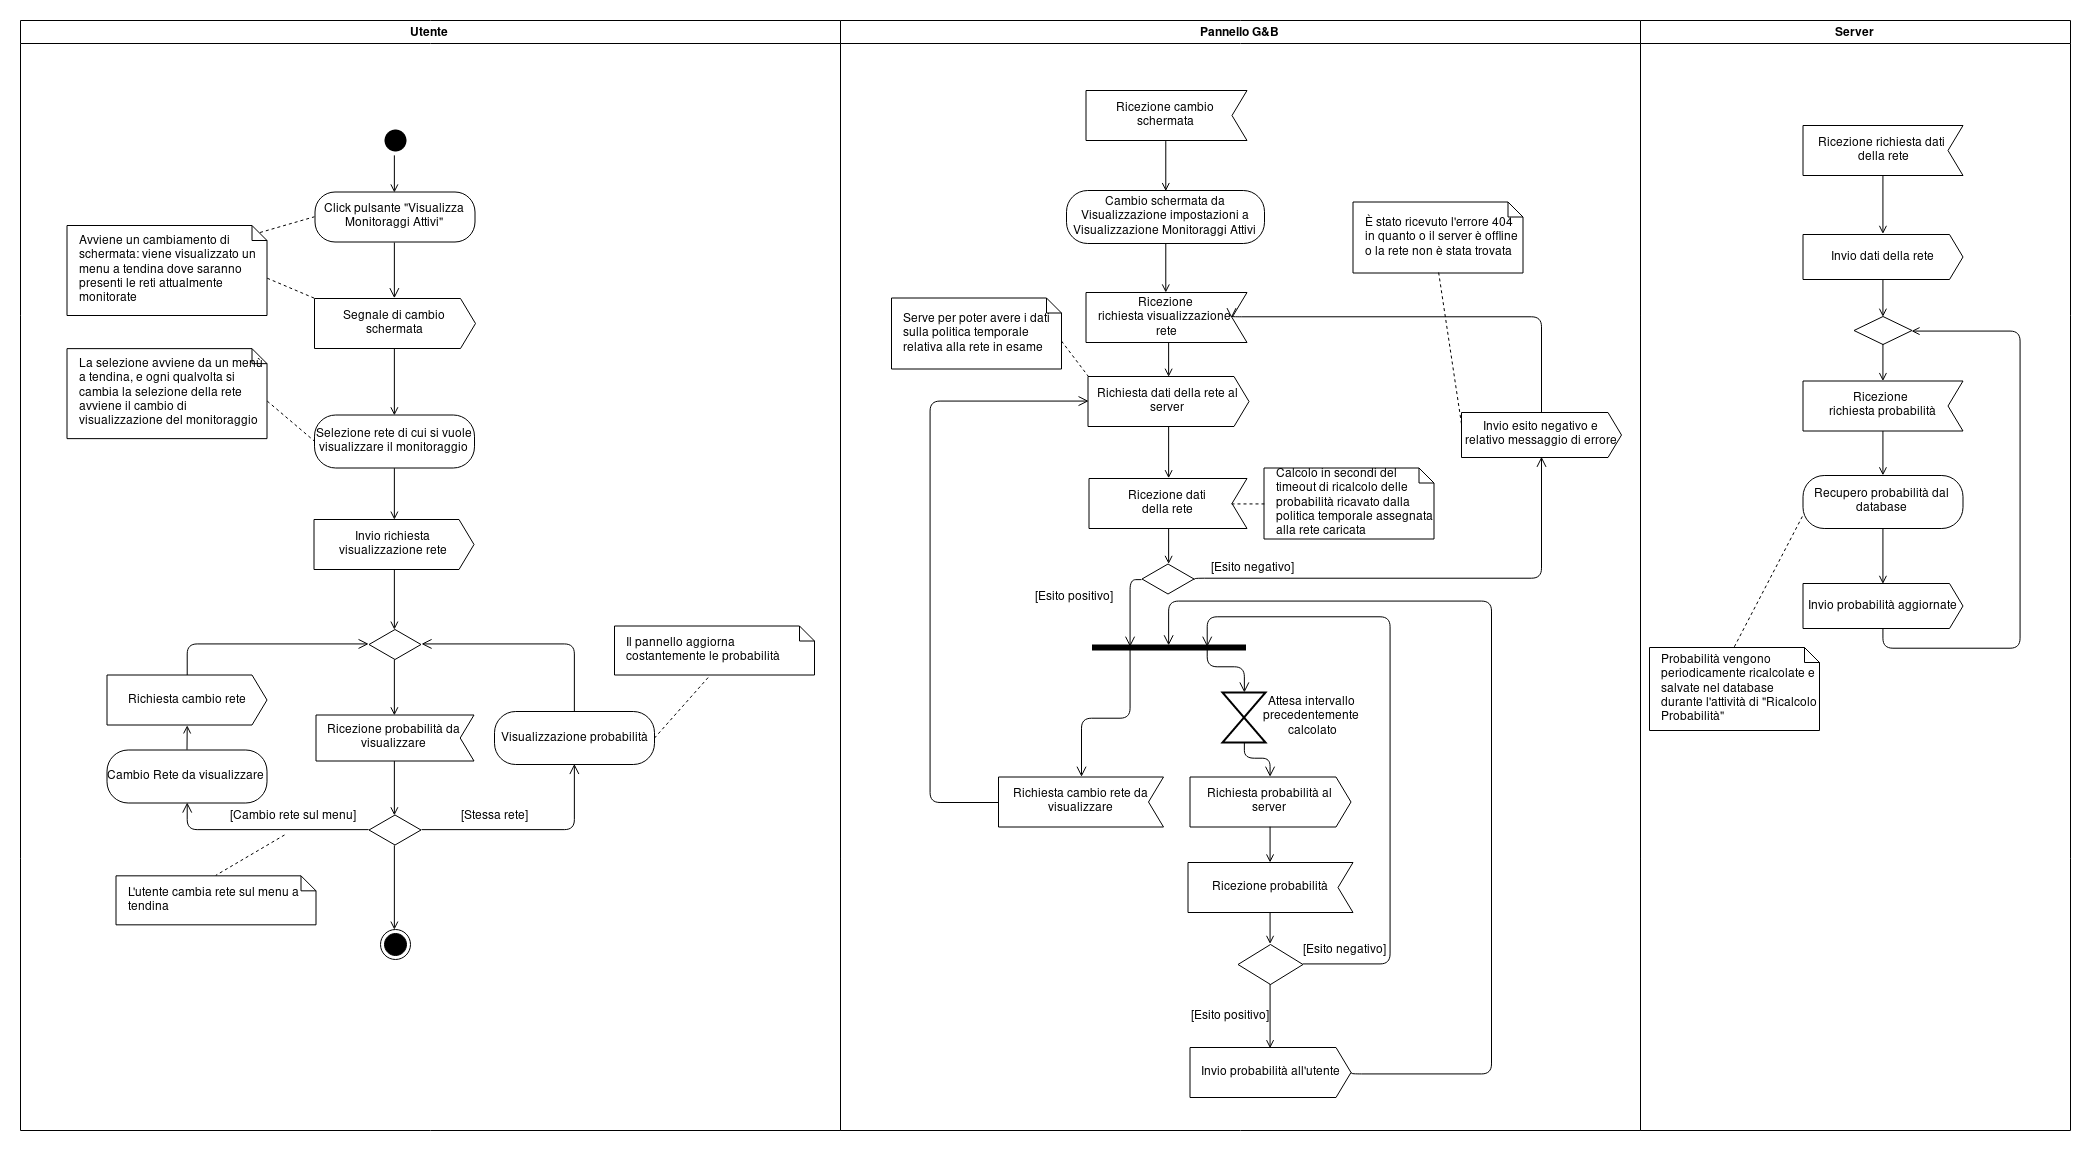 Utente
Pannello G&B
Server
Click pulsante "Visualizza
Monitoraggi Attivi"
Avviene un cambiamento di
schermata: viene visualizzato un
menu a tendina dove saranno
presenti le reti attualmente
monitorate
Segnale di cambio
schermata
La selezione avviene da un menù
a tendina, e ogni qualvolta si
cambia la selezione della rete
avviene il cambio di
visualizzazione del monitoraggio
Selezione rete di cui si vuole
visualizzare il monitoraggio
Invio richiesta
visualizzazione rete
Il pannello aggiorna
costantemente le probabilità
Richiesta cambio rete
Ricezione probabilità da
visualizzare
Visualizzazione probabilità
Cambio Rete da visualizzare
[Cambio rete sul menu]
[Stessa rete]
L'utente cambia rete sul menu a
tendina
Ricezione cambio
schermata
Cambio schermata da
Visualizzazione impostazioni a
Visualizzazione Monitoraggi Attivi
È stato ricevuto l'errore 404
in quanto o il server è offline
o la rete non è stata trovata
Ricezione
richiesta visualizzazione
rete
Serve per poter avere i dati
sulla politica temporale
relativa alla rete in esame
Richiesta dati della rete al
server
Invio esito negativo e
relativo messaggio di errore
Ricezione dati
della rete
Calcolo in secondi del
timeout di ricalcolo delle
probabilità ricavato dalla
politica temporale assegnata
alla rete caricata
[Esito negativo]
[Esito positivo]
Attesa intervallo
precedentemente
calcolato
Richiesta cambio rete da
visualizzare
Richiesta probabilità al
server
Ricezione probabilità
[Esito negativo]
[Esito positivo]
Invio probabilità all'utente
Ricezione richiesta dati
della rete
Invio dati della rete
Ricezione
richiesta probabilità
Recupero probabilità dal
database
Invio probabilità aggiornate
Probabilità vengono
periodicamente ricalcolate e
salvate nel database
durante l'attività di "Ricalcolo
Probabilità"